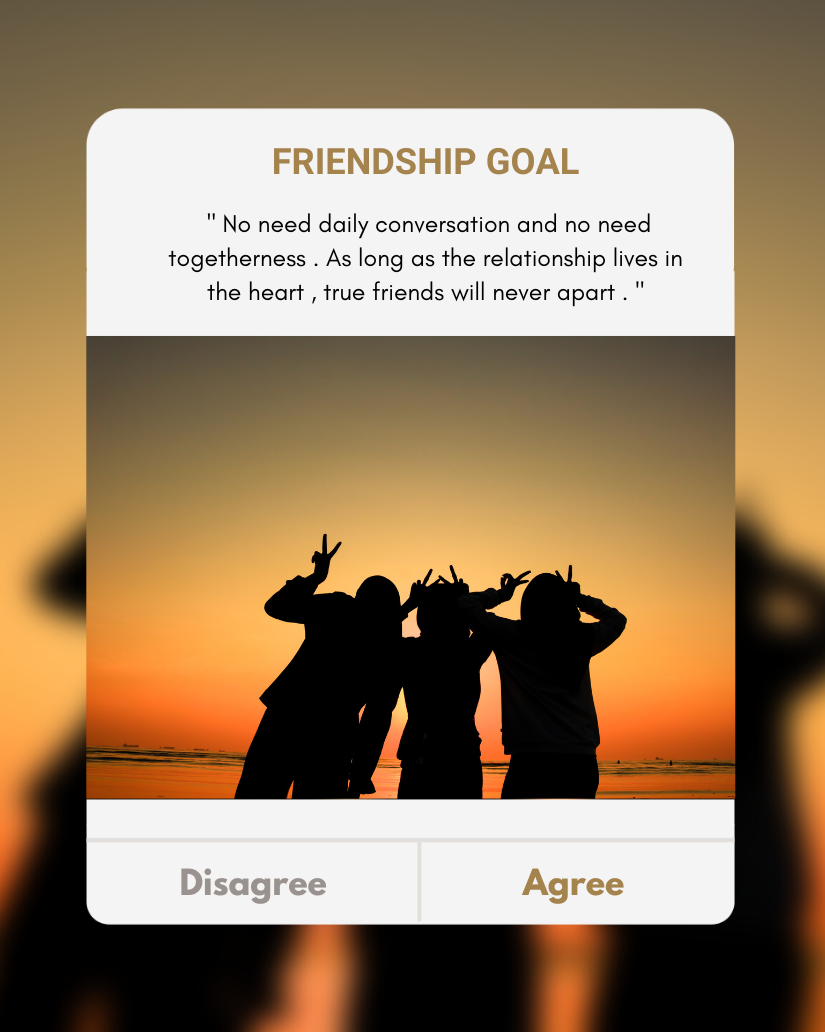 FRIENDSHIP GOAL
" No need daily conversation and no need
togetherness . As long as the relationship lives in
the heart , true friends will never apart . "
Disagree
Agree